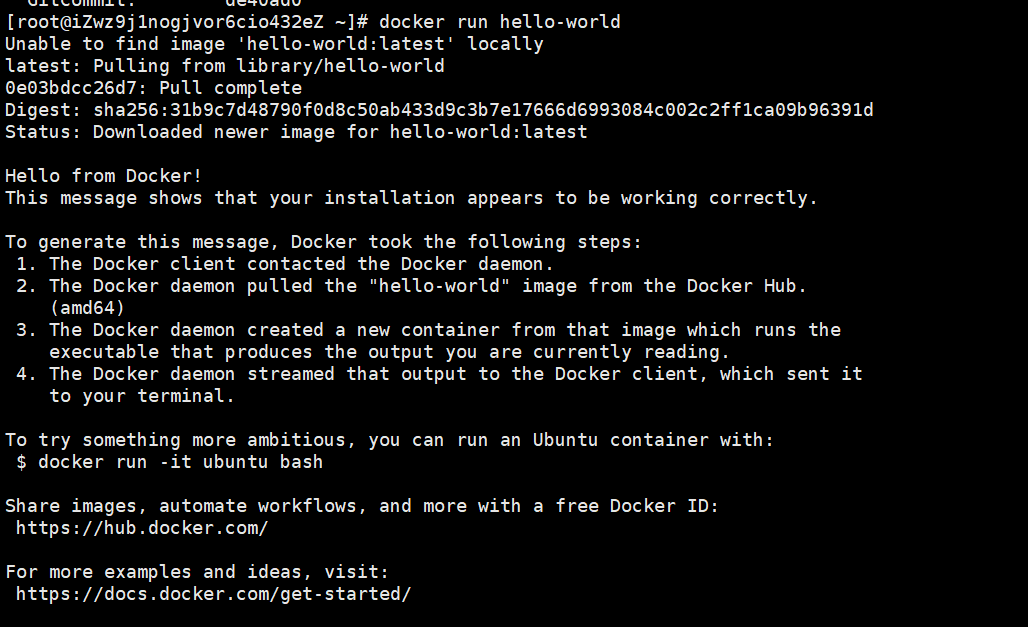 GitCommit: de40ad0
[root@iZwz9j1nogjvor6cio432eZ ~]# docker run hello-world
Unable to find image 'hello-world:latest' locally
latest: Pulling from library/hello-world
0e03bdcc26d7: Pull complete
Digest: sha256:31b9c7d48790f0d8c50ab433d9c3b7e17666d6993084c002c2ff1ca09b96391d
Status: Downloaded newer image for hello-world:latest

Hello from Docker!
This message shows that your installation appears to be working correctly.

To generate this message, Docker took the following steps:
 1. The Docker client contacted the Docker daemon.
 2. The Docker daemon pulled the "hello-world" image from the Docker Hub.
    (amd64)
 3. The Docker daemon created a new container from that image which runs the
    executable that produces the output you are currently reading.
 4. The Docker daemon streamed that output to the Docker client, which sent it
    to your terminal.

To try something more ambitious, you can run an Ubuntu container with:
 $ docker run -it ubuntu bash

Share images, automate workflows, and more with a free Docker ID:
 https://hub.docker.com/

For more examples and ideas, visit:
 https://docs.docker.com/get-started/